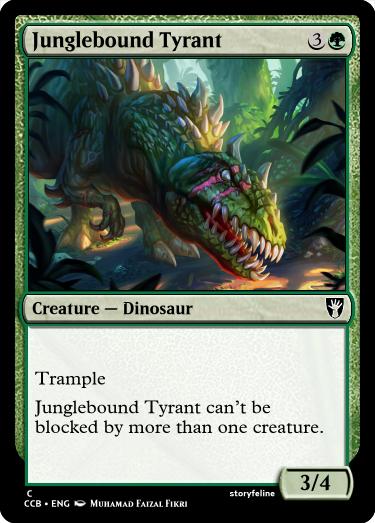 Junglebound Tyrant 3
Creature — Dinosaur
Trample
Junglebound Tyrant can't be
blocked by more than one creature.
3/4
C
CCB • ENG Muhamad Faizal Fikri
storyfeline